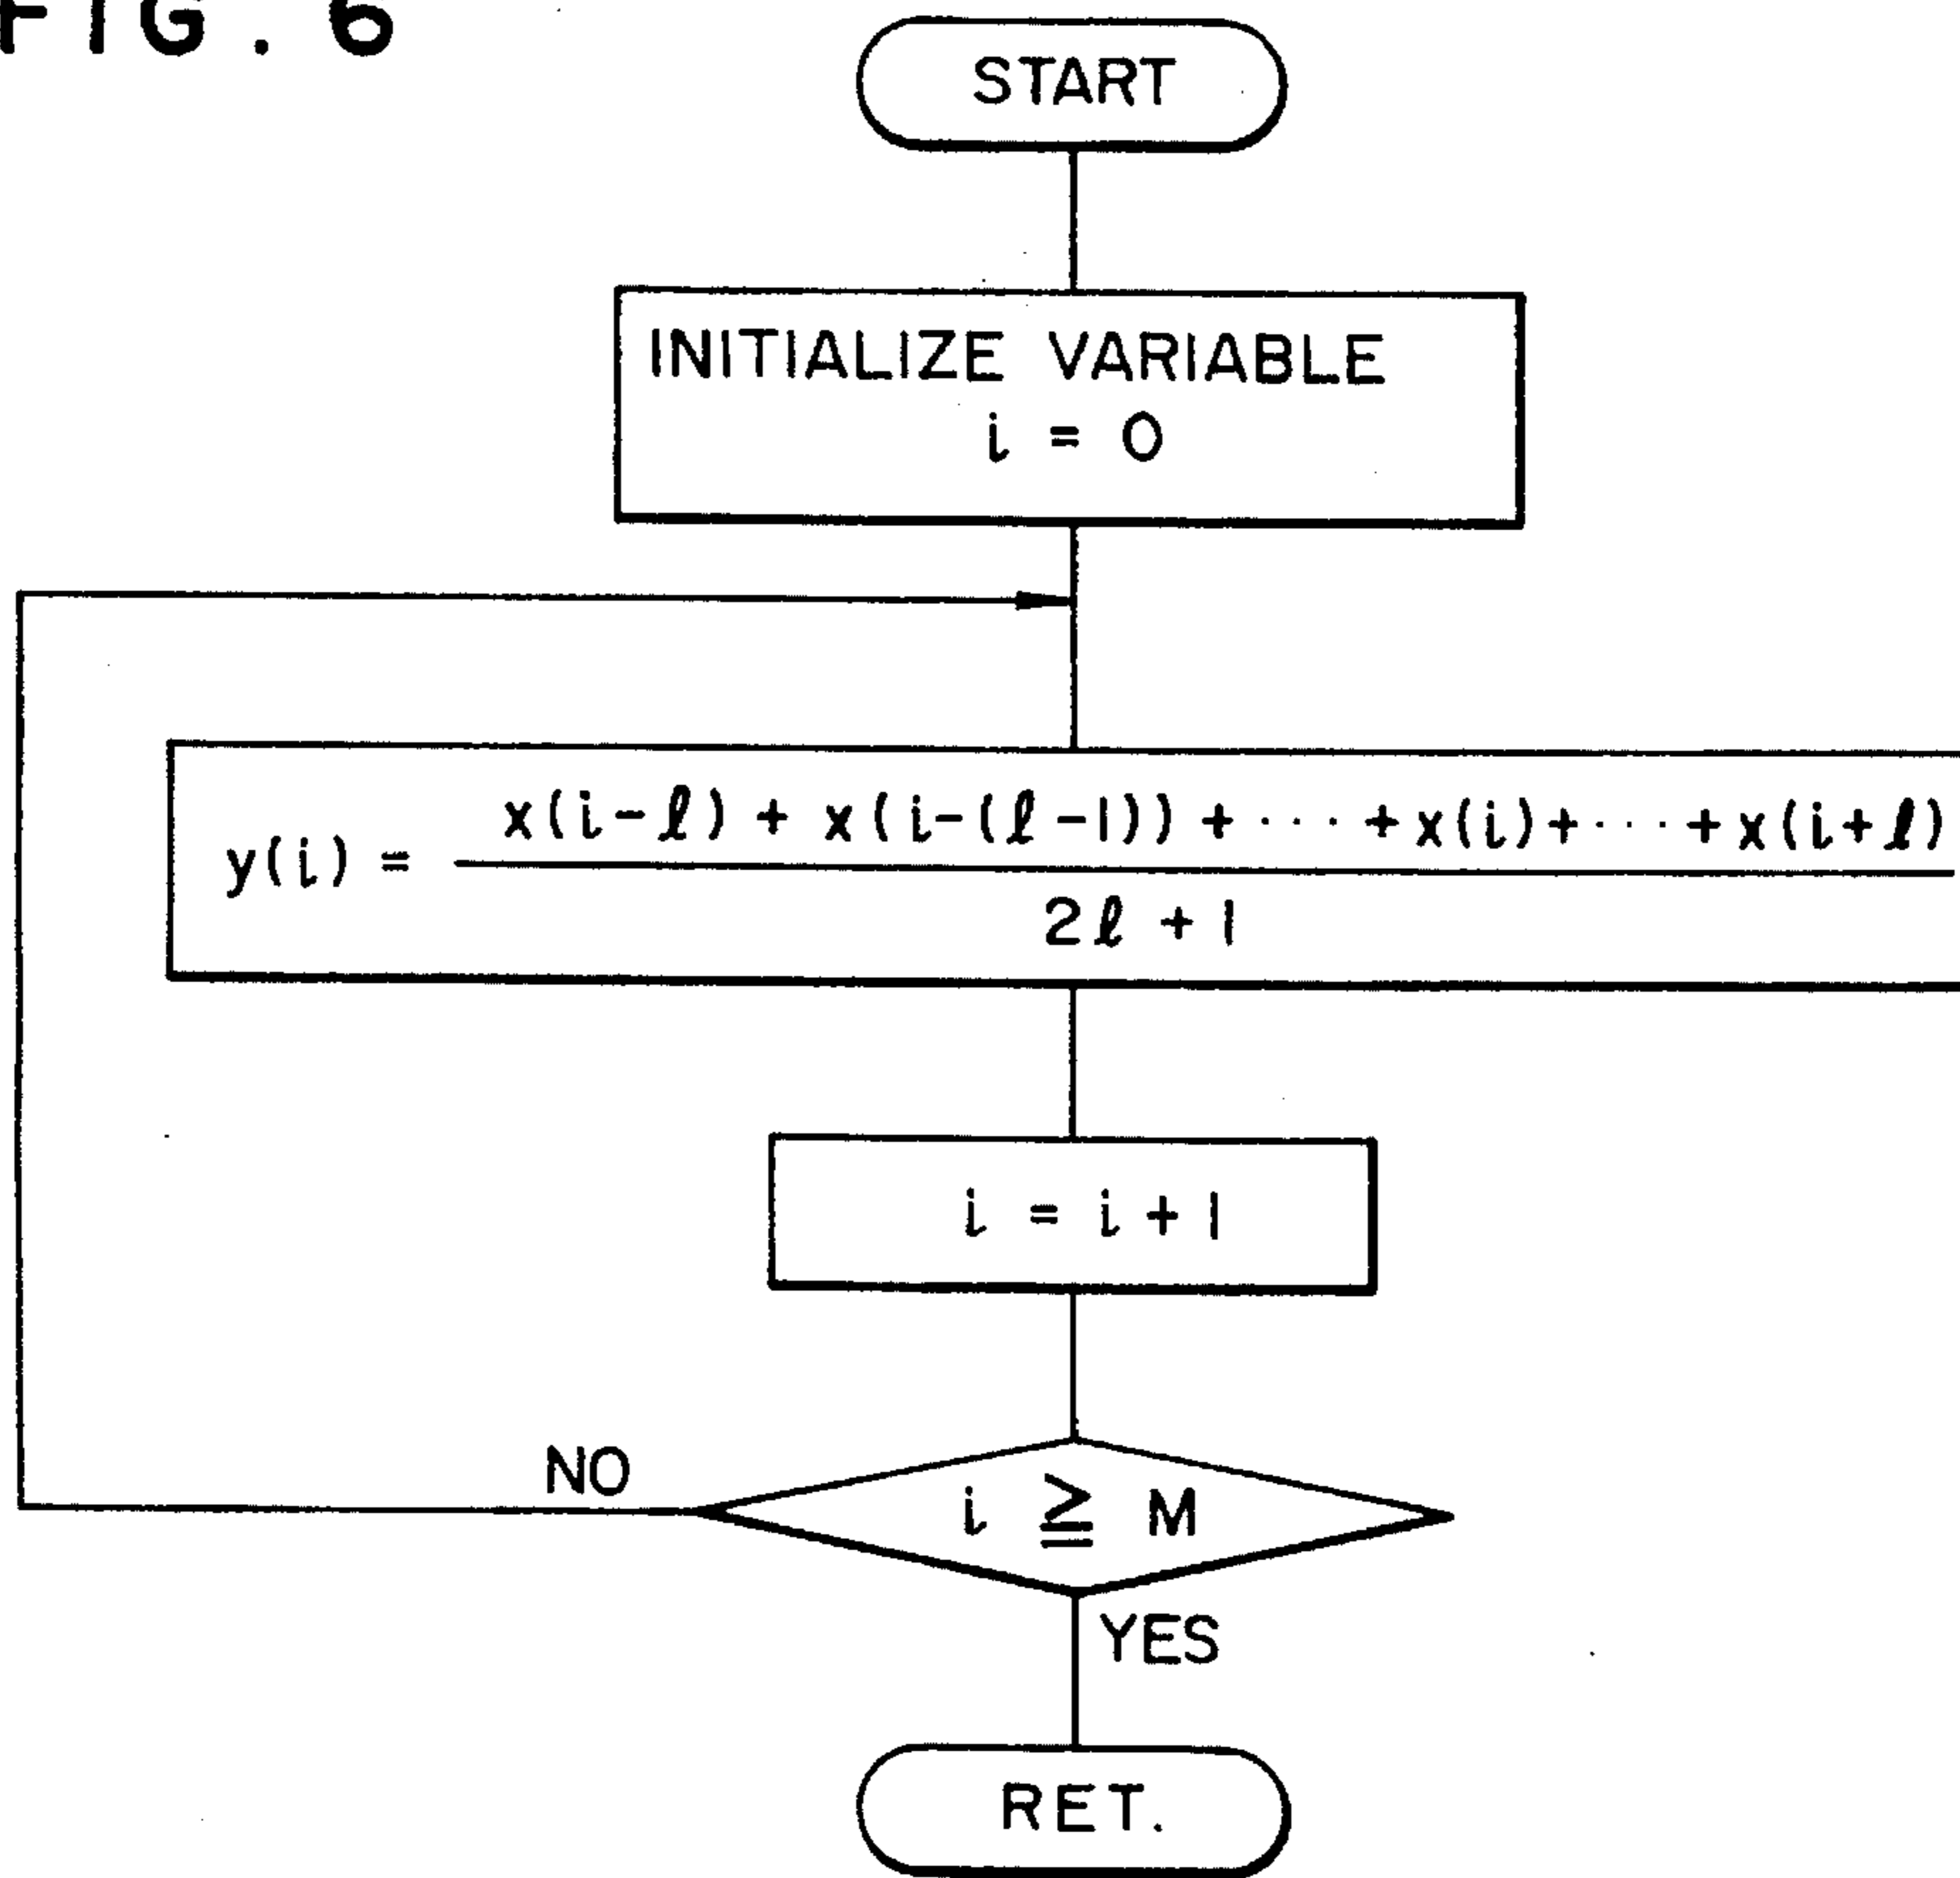 FIG. 6
START
INITIALIZE VARIABLE
i = 0
y(i) = x(i-ℓ) + x(i-(ℓ-1)) + ··· + x(i) + ··· + x(i+ℓ)
2ℓ + 1
i = i + 1
NO
i ≧ M
YES
RET.